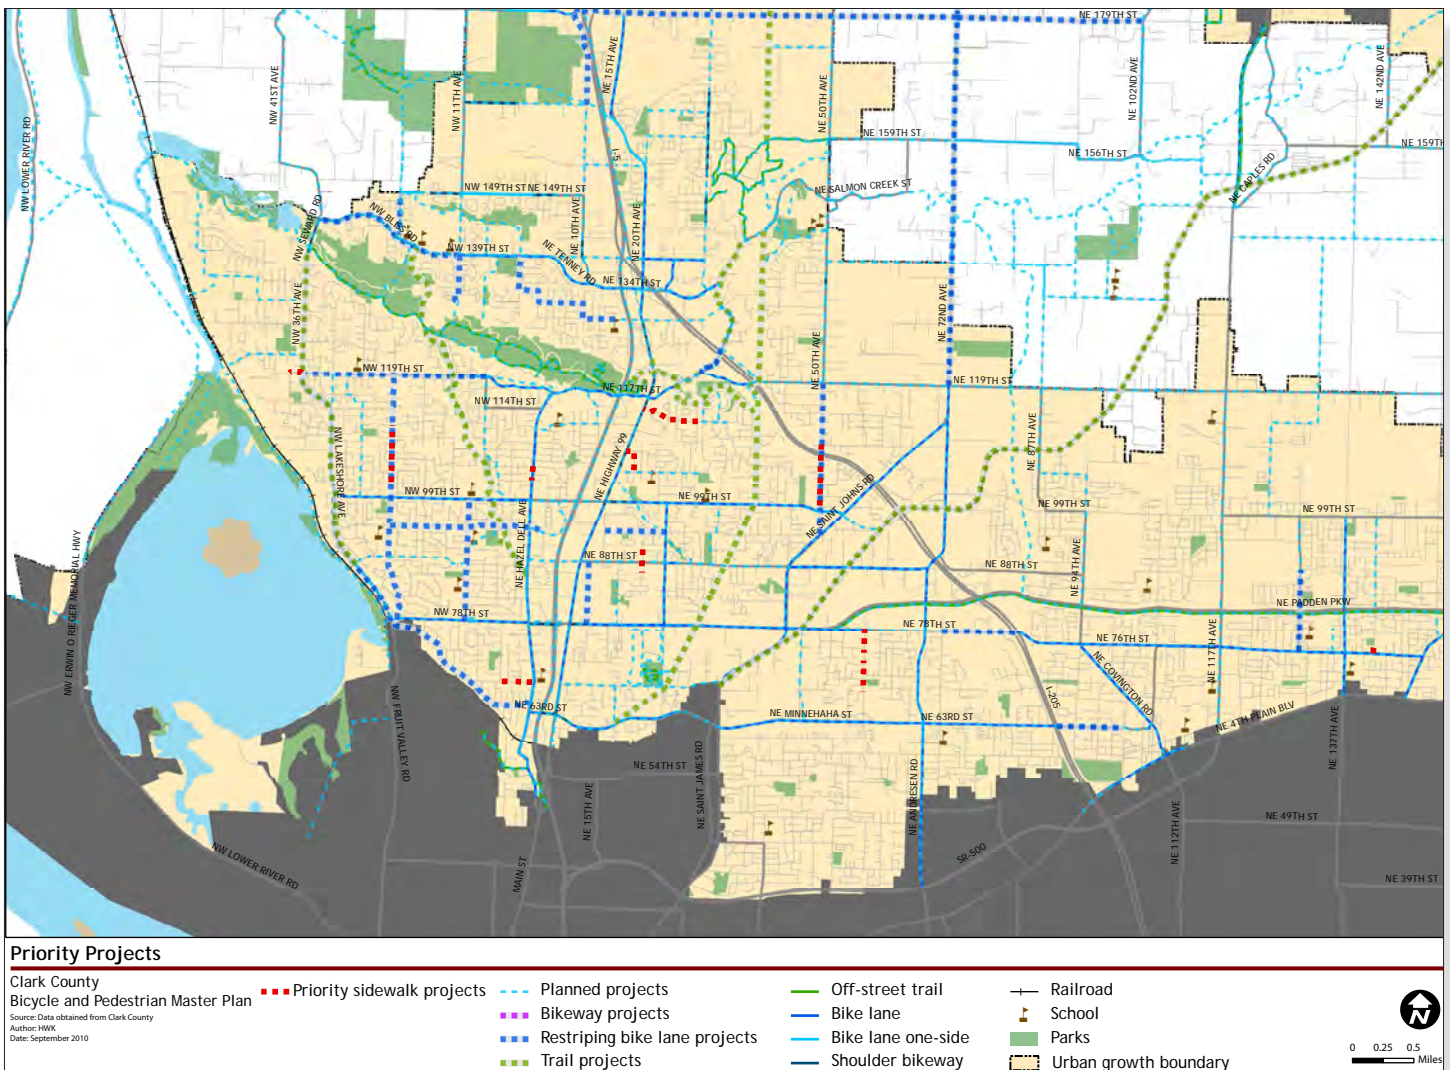 NE 179TH ST
NW 41ST AVE
NW 11TH AVE
NE 15TH AVE
NE 50TH AVE
NE 102ND AVE
NE 142ND AVE
NW LOWER RIVER RD
I-5
NE 159TH ST
NE 156TH ST
NE 159TH
NW 149TH ST
NE 149TH ST
NE SALMON CREEK ST
NE CAPLES RD
NW SEWARD RD
NW BLISS RD
NW 139TH ST
NE 10TH AVE
NE 20TH AVE
NE TENNEY RD
NE 134TH ST
NW 36TH AVE
NE 72ND AVE
NE 50TH AVE
NW 119TH ST
NE 117TH ST
NE 119TH ST
NW 114TH ST
NE HIGHWAY 99
NW LAKESHORE AVE
NE 87TH AVE
NW 99TH ST
NE 99TH ST
NE SAINT JOHNS RD
NE 99TH ST
NE 99TH ST
NW ERWIN O RIEGER MEMORIAL HWY
NE HAZEL DELL AVE
NE 88TH ST
NE 88TH ST
NE 94TH AVE
NE PADDEN PKW
NW 78TH ST
NE 78TH ST
NE 76TH ST
NE 117TH AVE
NE COVINGTON RD
I-205
NW FRUIT VALLEY RD
NE 63RD ST
NE MINNEHAHA ST
NE 63RD ST
NE 4TH PLAIN BLV
NE 137TH AVE
NE 54TH ST
NE SAINT JAMES RD
NE 15TH AVE
NE ANDRESEN RD
NE 112TH AVE
NE 49TH ST
NW LOWER RIVER RD
MAIN ST
SR-500
NE 39TH ST
Priority Projects
Clark County
Bicycle and Pedestrian Master Plan
Source: Data obtained from Clark County
Author: HWK
Date: September 2010
Priority sidewalk projects
Planned projects
Bikeway projects
Restriping bike lane projects
Trail projects
Off-street trail
Bike lane
Bike lane one-side
Shoulder bikeway
Railroad
School
Parks
Urban growth boundary
N
0 0.25 0.5
Miles